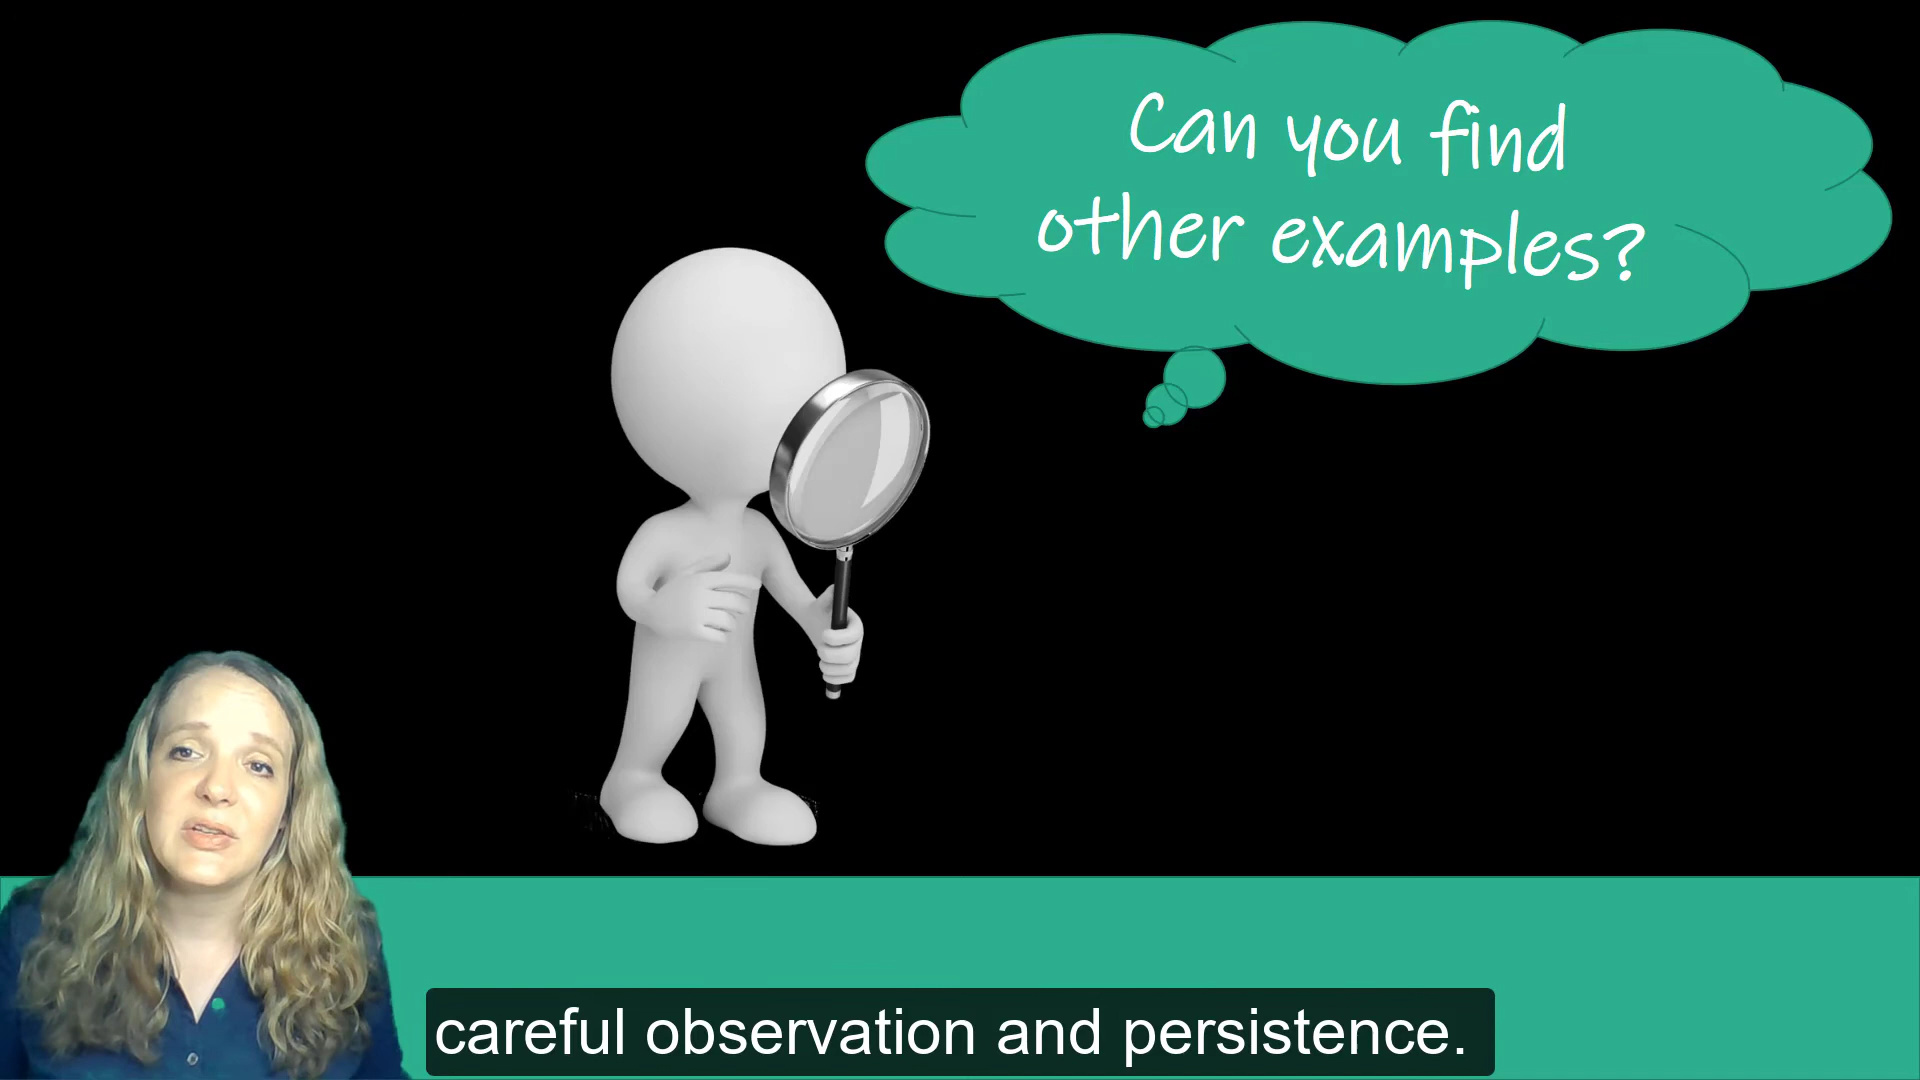 Can you find
other examples?
careful observation and persistence.